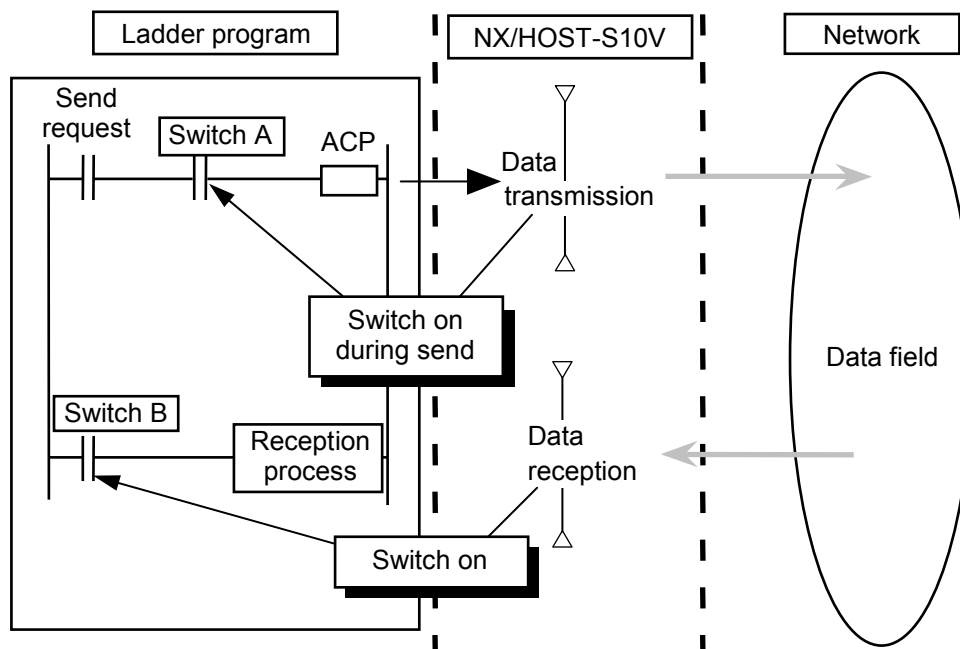 Ladder program
NX/HOST-S10V
Network
Send
request
Switch A
ACP
Data
transmission
Switch on
during send
Data field
Switch B
Reception
process
Data
reception
Switch on